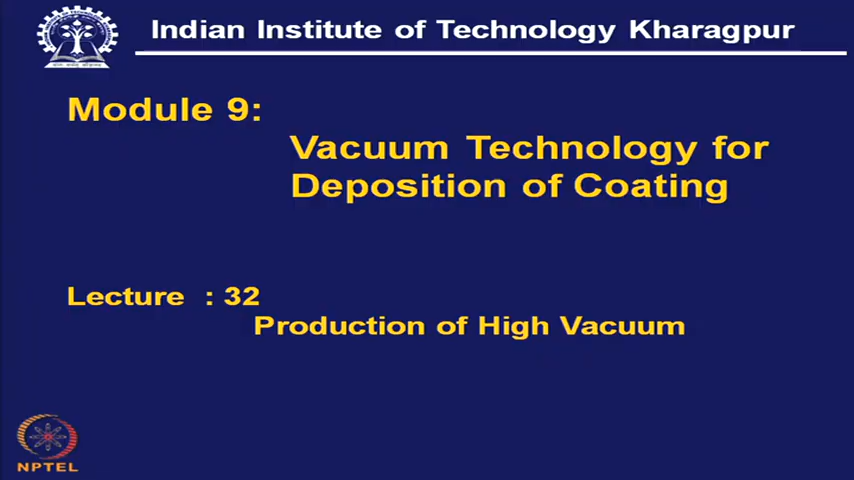 Indian Institute of Technology Kharagpur
Module 9:
Vacuum Technology for
Deposition of Coating
Lecture : 32
Production of High Vacuum
NPTEL